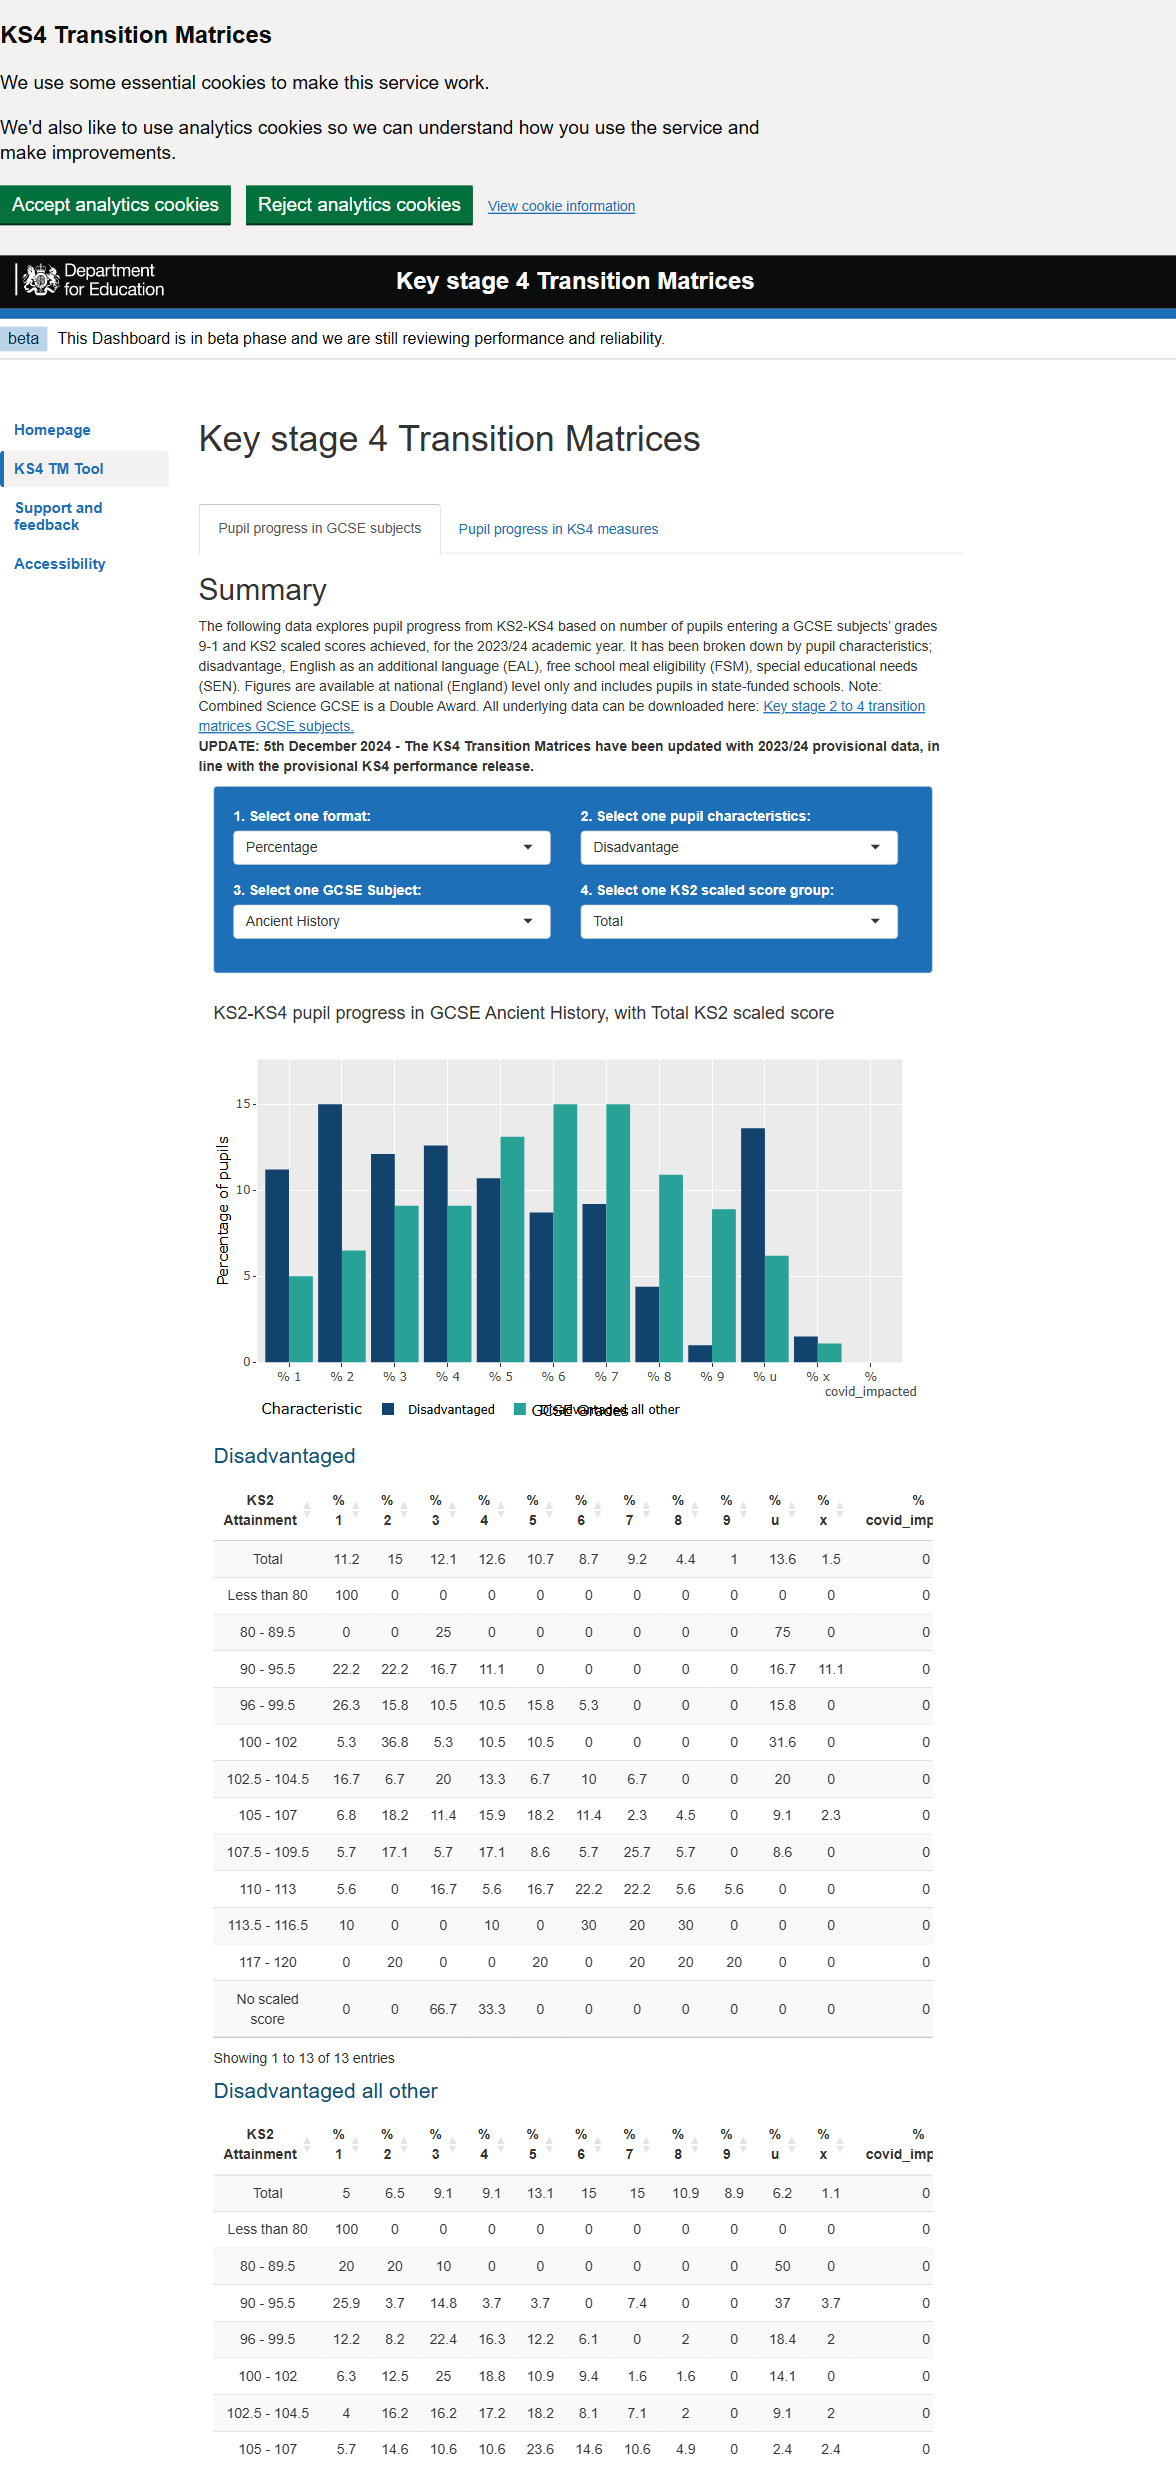 KS4 Transition Matrices
We use some essential cookies to make this service work.
We'd also like to use analytics cookies so we can understand how you use the service and
make improvements.
Accept analytics cookies Reject analytics cookies View cookie information
Department
for Education
Key stage 4 Transition Matrices
beta This Dashboard is in beta phase and we are still reviewing performance and reliability.
Homepage
KS4 TM Tool
Support and
feedback
Accessibility
Key stage 4 Transition Matrices
Pupil progress in GCSE subjects Pupil progress in KS4 measures
Summary
The following data explores pupil progress from KS2-KS4 based on number of pupils entering a GCSE subjects' grades
9-1 and KS2 scaled scores achieved, for the 2023/24 academic year. It has been broken down by pupil characteristics;
disadvantage, English as an additional language (EAL), free school meal eligibility (FSM), special educational needs
(SEN). Figures are available at national (England) level only and includes pupils in state-funded schools. Note:
Combined Science GCSE is a Double Award. All underlying data can be downloaded here: Key stage 2 to 4 transition
matrices GCSE subjects.
UPDATE: 5th December 2024 - The KS4 Transition Matrices have been updated with 2023/24 provisional data, in
line with the provisional KS4 performance release.
1. Select one format: 2. Select one pupil characteristics:
Percentage Disadvantage
3. Select one GCSE Subject: 4. Select one KS2 scaled score group:
Ancient History Total
KS2-KS4 pupil progress in GCSE Ancient History, with Total KS2 scaled score
Percentage of pupils
15
10
5
0
% 1 % 2 % 3 % 4 % 5 % 6 % 7 % 8 % 9 % u % x %
covid_impacted
GCSE Grades
Characteristic Disadvantaged Disadvantaged all other
Disadvantaged
KS2 % % % % % % % % % % % %
Attainment 1 2 3 4 5 6 7 8 9 u x covid_imp
Total 11.2 15 12.1 12.6 10.7 8.7 9.2 4.4 1 13.6 1.5 0
Less than 80 100 0 0 0 0 0 0 0 0 0 0 0
80 - 89.5 0 0 25 0 0 0 0 0 0 75 0 0
90 - 95.5 22.2 22.2 16.7 11.1 0 0 0 0 0 16.7 11.1 0
96 - 99.5 26.3 15.8 10.5 10.5 15.8 5.3 0 0 0 15.8 0 0
100 - 102 5.3 36.8 5.3 10.5 10.5 0 0 0 0 31.6 0 0
102.5 - 104.5 16.7 6.7 20 13.3 6.7 10 6.7 0 0 20 0 0
105 - 107 6.8 18.2 11.4 15.9 18.2 11.4 2.3 4.5 0 9.1 2.3 0
107.5 - 109.5 5.7 17.1 5.7 17.1 8.6 5.7 25.7 5.7 0 8.6 0 0
110 - 113 5.6 0 16.7 5.6 16.7 22.2 22.2 5.6 5.6 0 0 0
113.5 - 116.5 10 0 0 10 0 30 20 30 0 0 0 0
117 - 120 0 20 0 0 20 0 20 20 20 0 0 0
No scaled
score 0 0 66.7 33.3 0 0 0 0 0 0 0 0
Showing 1 to 13 of 13 entries
Disadvantaged all other
KS2 % % % % % % % % % % % %
Attainment 1 2 3 4 5 6 7 8 9 u x covid_imp
Total 5 6.5 9.1 9.1 13.1 15 15 10.9 8.9 6.2 1.1 0
Less than 80 100 0 0 0 0 0 0 0 0 0 0 0
80 - 89.5 20 20 10 0 0 0 0 0 0 50 0 0
90 - 95.5 25.9 3.7 14.8 3.7 3.7 0 7.4 0 0 37 3.7 0
96 - 99.5 12.2 8.2 22.4 16.3 12.2 6.1 0 2 0 18.4 2 0
100 - 102 6.3 12.5 25 18.8 10.9 9.4 1.6 1.6 0 14.1 0 0
102.5 - 104.5 4 16.2 16.2 17.2 18.2 8.1 7.1 2 0 9.1 2 0
105 - 107 5.7 14.6 10.6 10.6 23.6 14.6 10.6 4.9 0 2.4 2.4 0